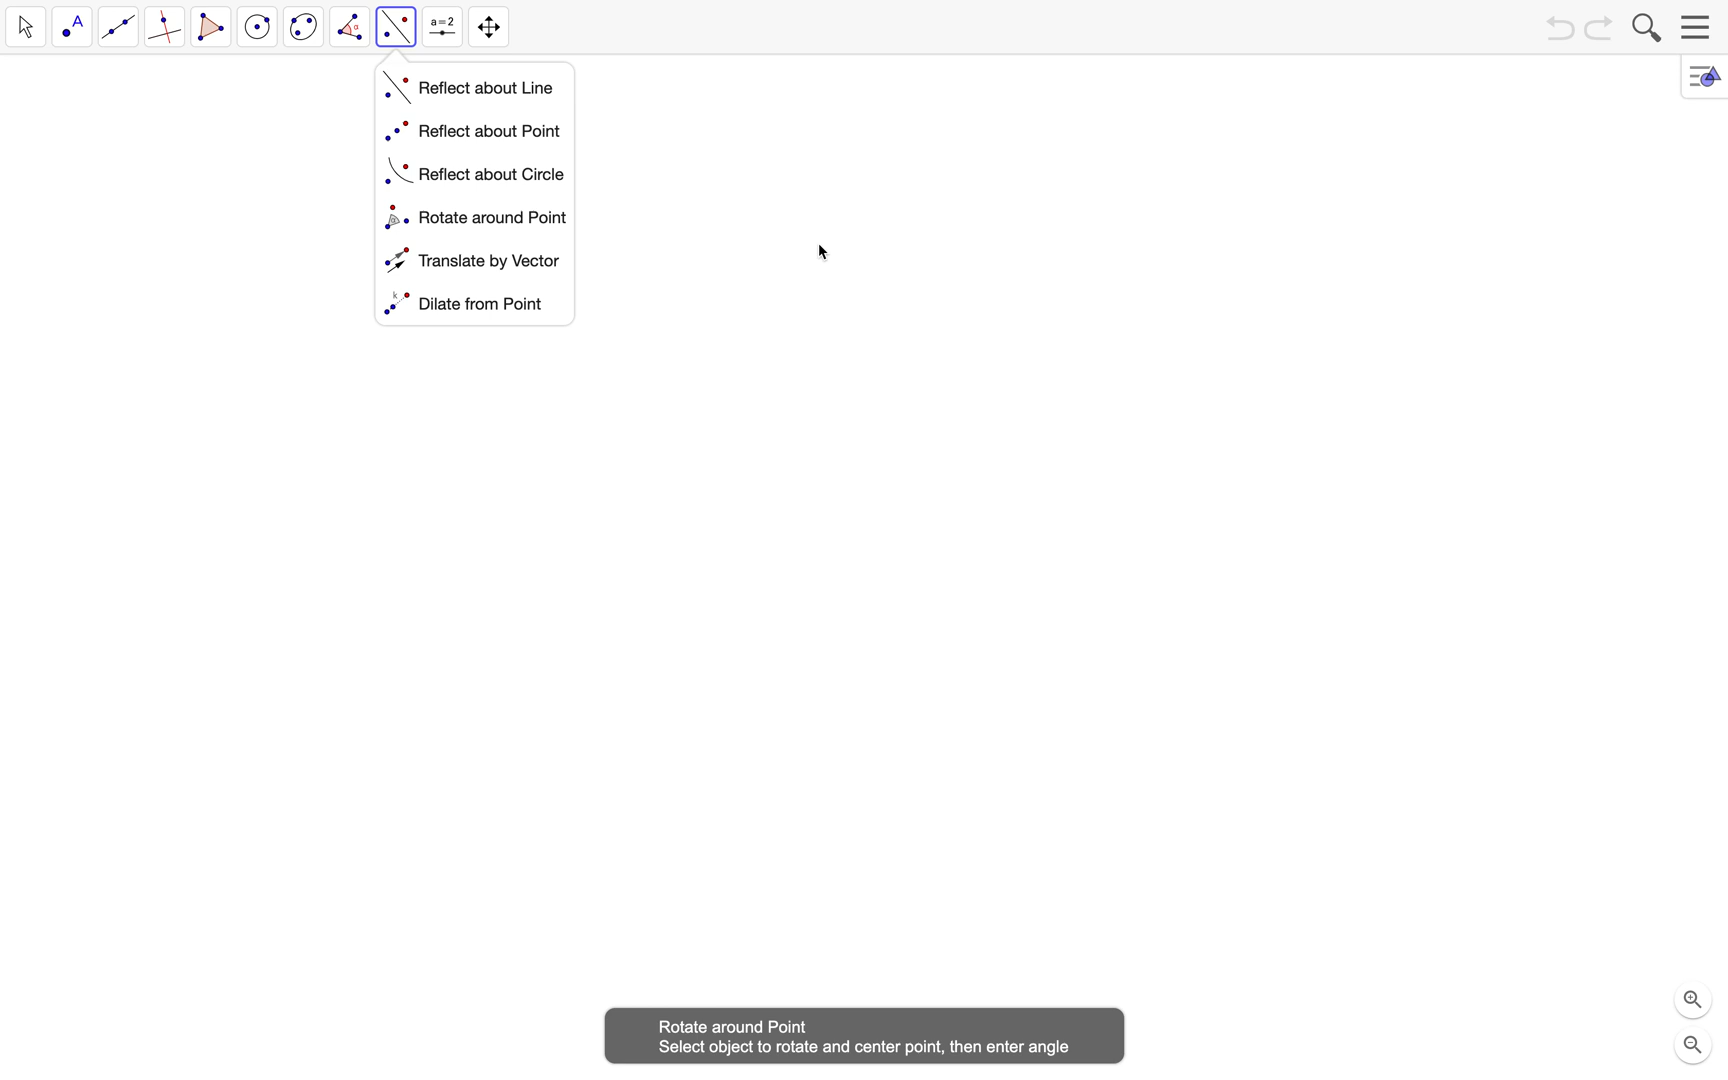 A
a=2
Reflect about Line
Reflect about Point
Reflect about Circle
Rotate around Point
Translate by Vector
Dilate from Point
Rotate around Point
Select object to rotate and center point, then enter angle